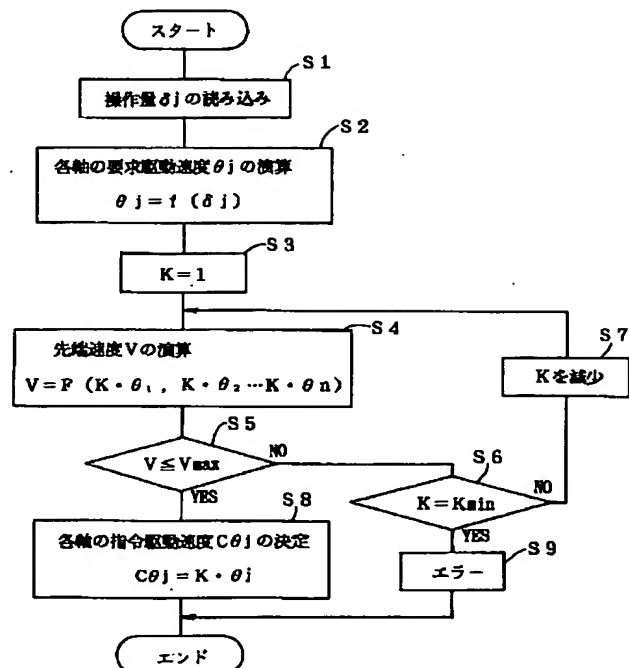 スタート
S1
操作量δjの読み込み
S2
各軸の要求駆動速度θjの演算
θj=f(δj)
S3
K=1
S4
先端速度Vの演算
V=F(K・θ₁, K・θ₂…K・θn)
S7
Kを減少
S5
V≦Vmax
NO
YES
S6
K=Kmin
NO
YES
S8
各軸の指令駆動速度Cθjの決定
Cθj=K・θj
S9
エラー
エンド